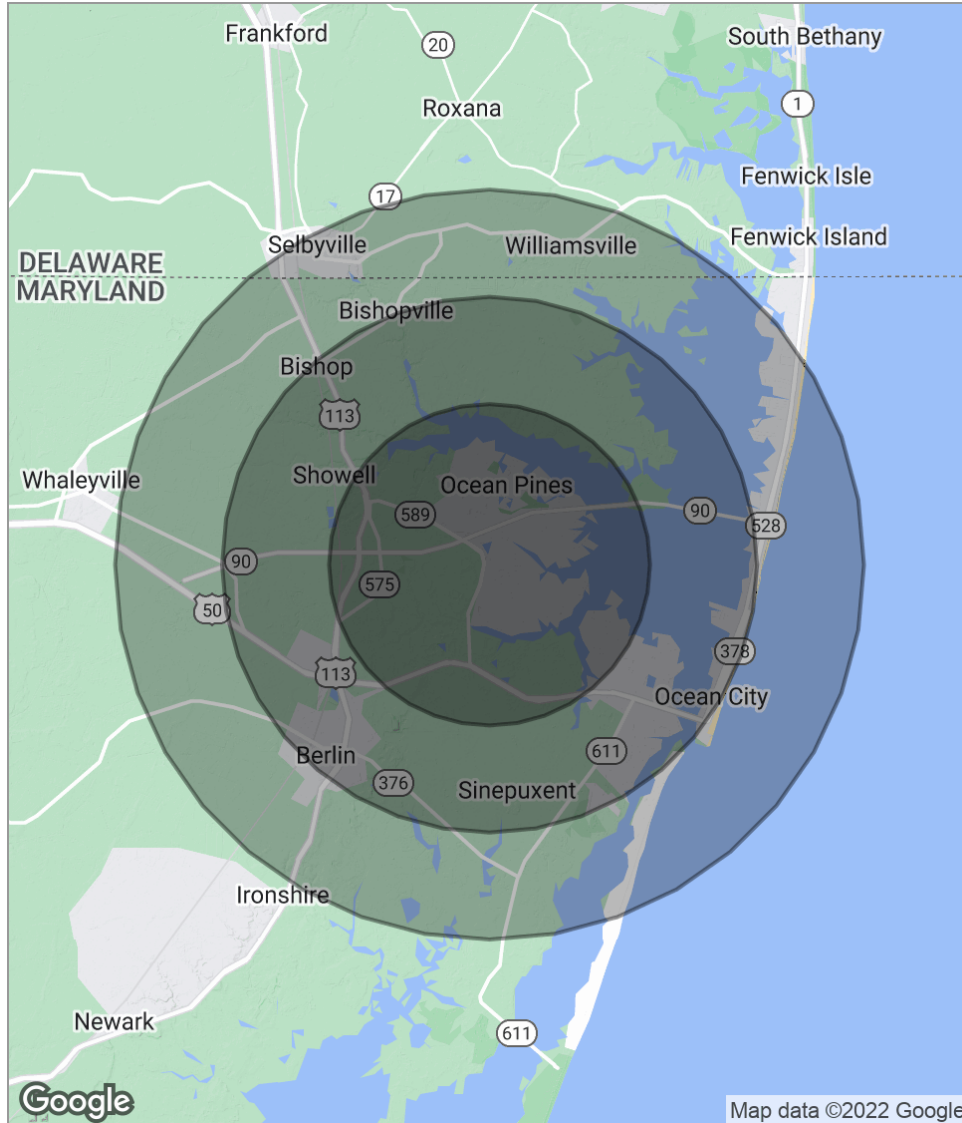 Frankford
20
South Bethany
1
Roxana
Fenwick Isle
17
Fenwick Island
Selbyville
Williamsville
DELAWARE
MARYLAND
Bishopville
Bishop
113
Showell
Whaleyville
Ocean Pines
589
90
528
90
575
50
378
113
Ocean City
Berlin
611
376
Sinepuxent
Ironshire
Newark
611
Google
Map data ©2022 Google